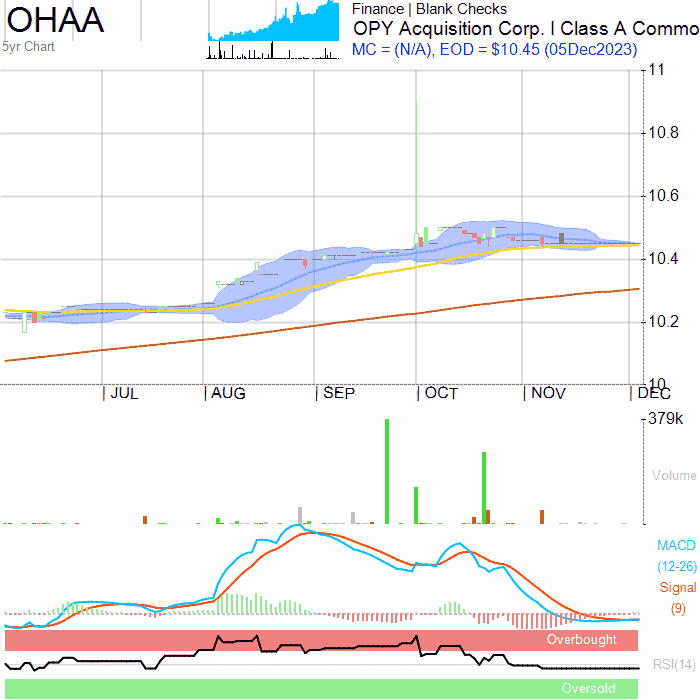 OHAA
5yr Chart
Finance | Blank Checks
OPY Acquisition Corp. I Class A Commo
MC = (N/A), EOD = $10.45 (05Dec2023)
11
10.8
10.6
10.4
10.2
10
JUL AUG SEP OCT NOV DEC
379k
Volume
MACD
(12-26)
Signal
(9)
Overbought
RSI(14)
Oversold